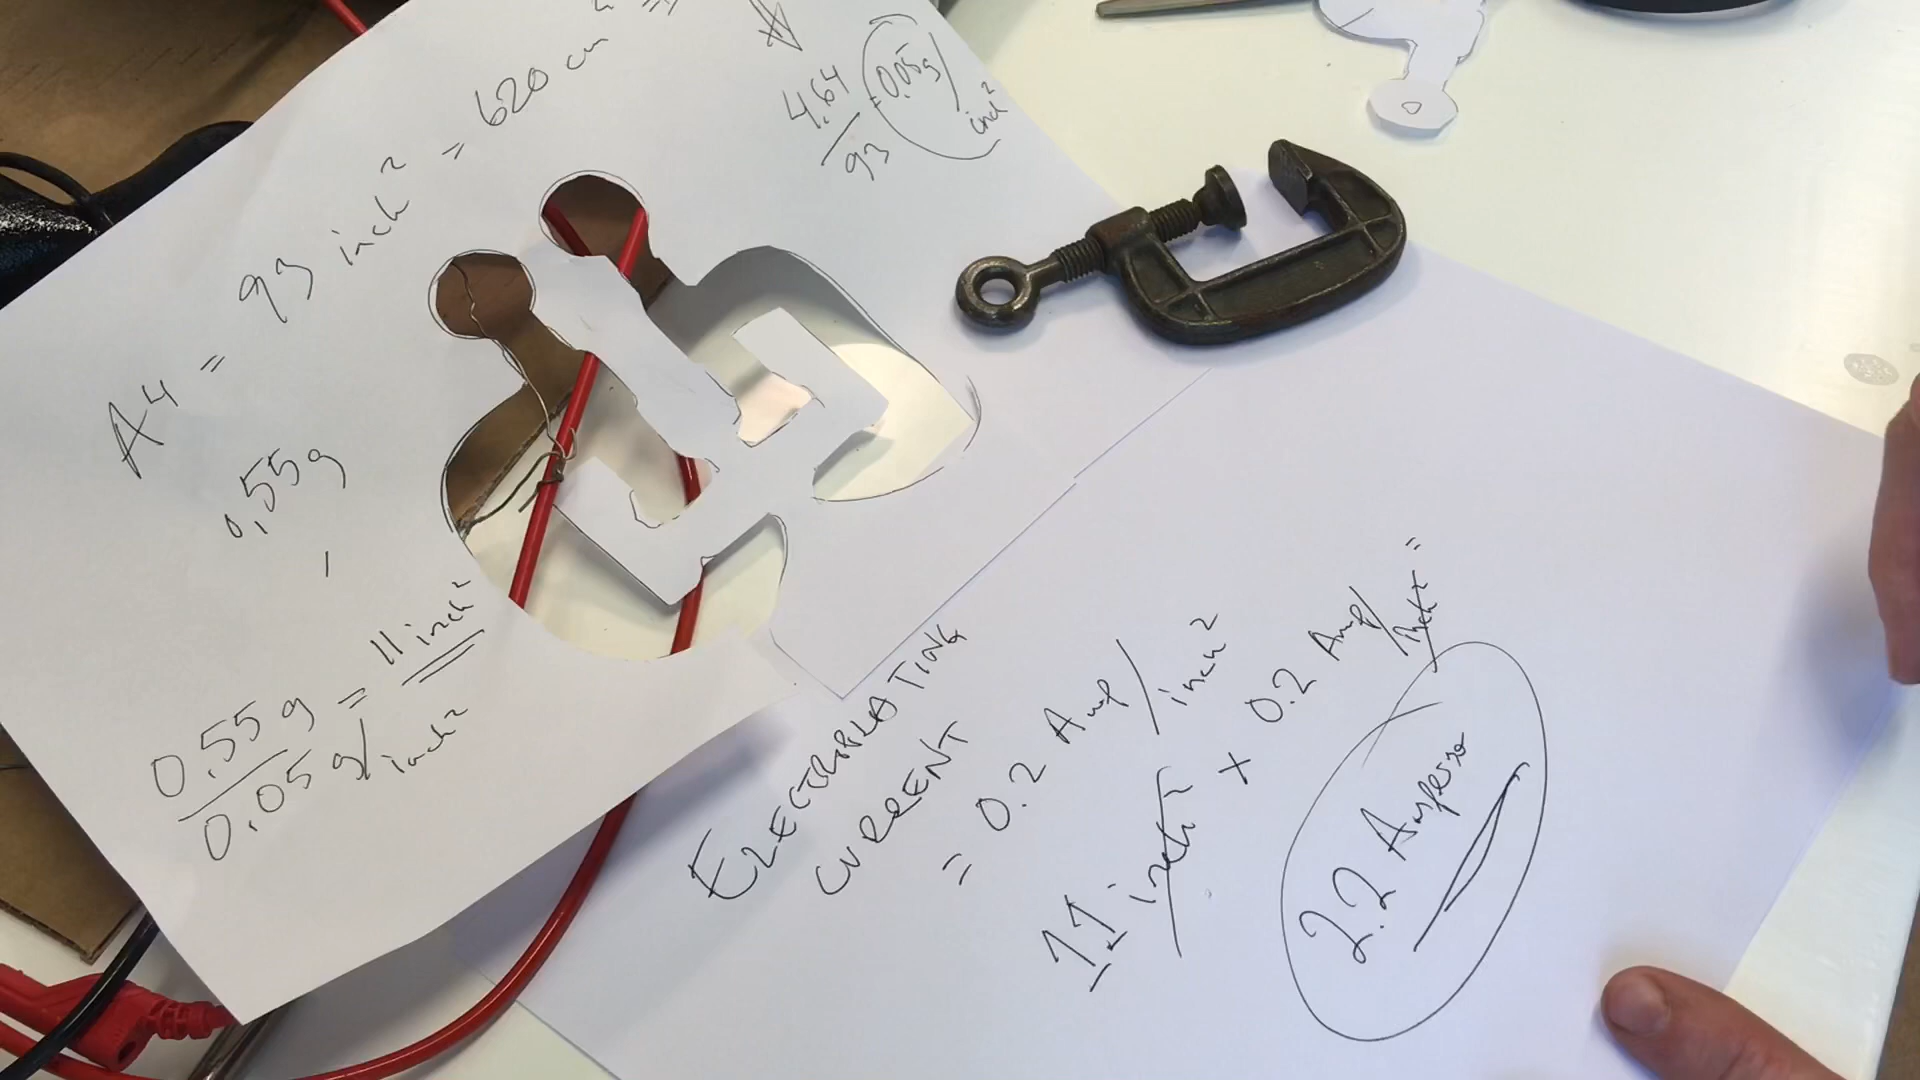 A4 = 93 inch² = 620 cm² =
4.64
93
= 0.05g/
inch²
0,55g
0.55 g
0.05 g/inch²
= 11 inch²
ELECTROPLATING
CURRENT
= 0.2 Amp/inch²
11 inch² x 0.2 Amp/inch² =
2.2 Ampere